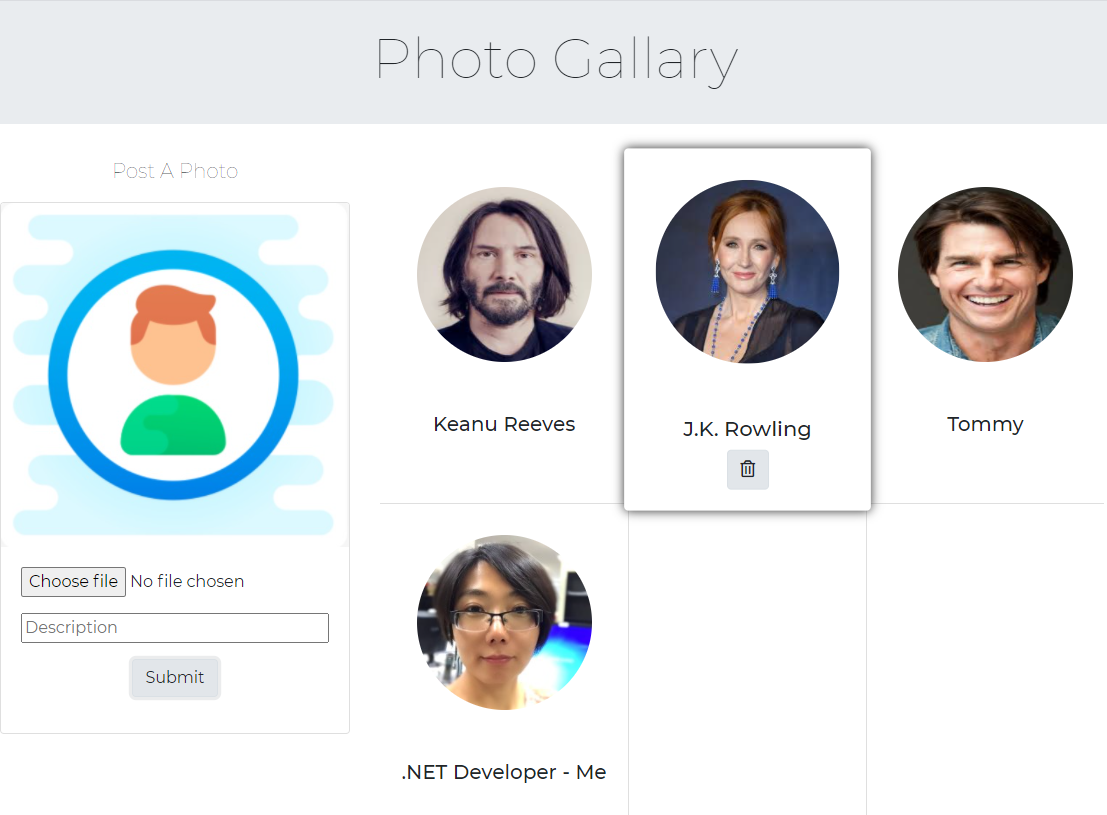 Photo Gallary
Post A Photo
Choose file No file chosen
Description
Submit
Keanu Reeves
J.K. Rowling
Tommy
.NET Developer - Me